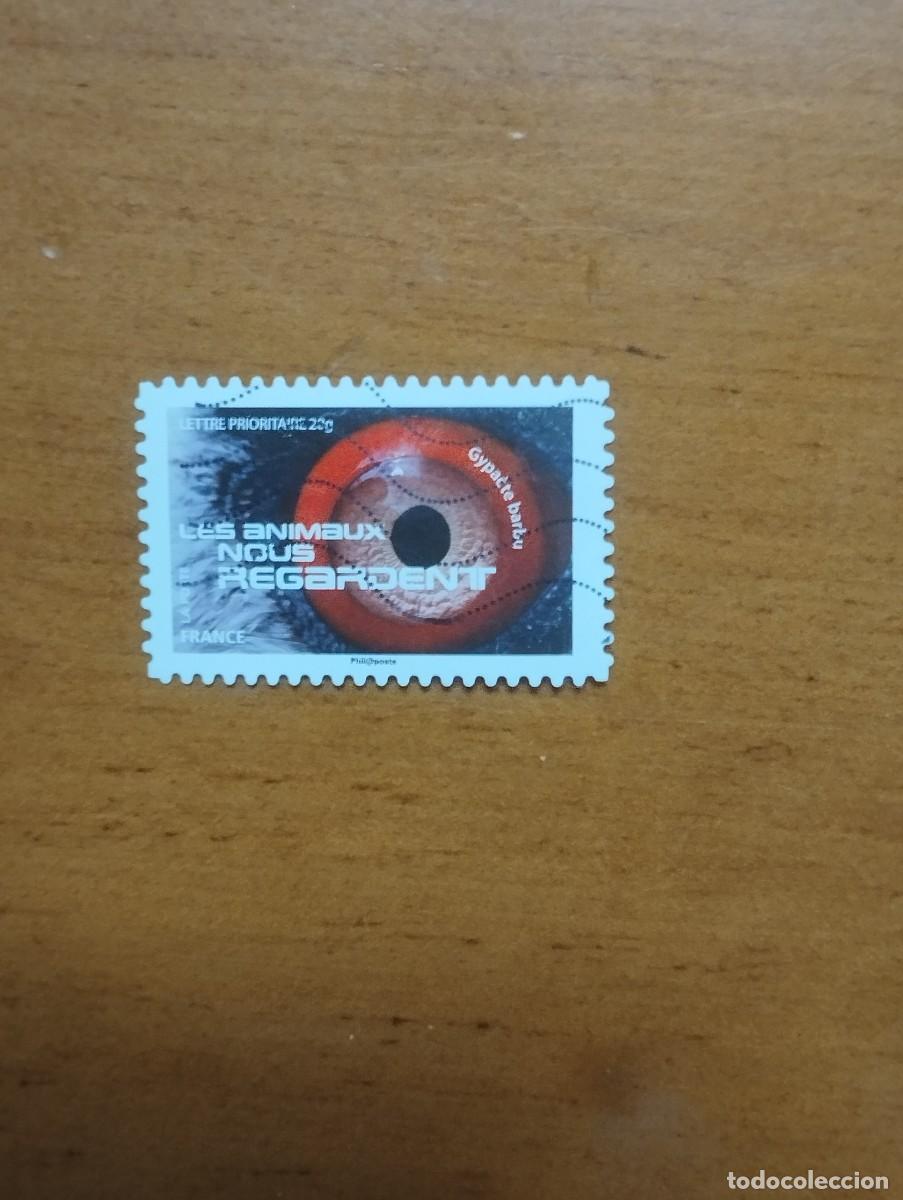 LETTRE PRIORITAIRE 20g
Gypaète barbu
LES ANIMAUX
NOUS
REGARDENT
FRANCE
Phil@poste
todocoleccion